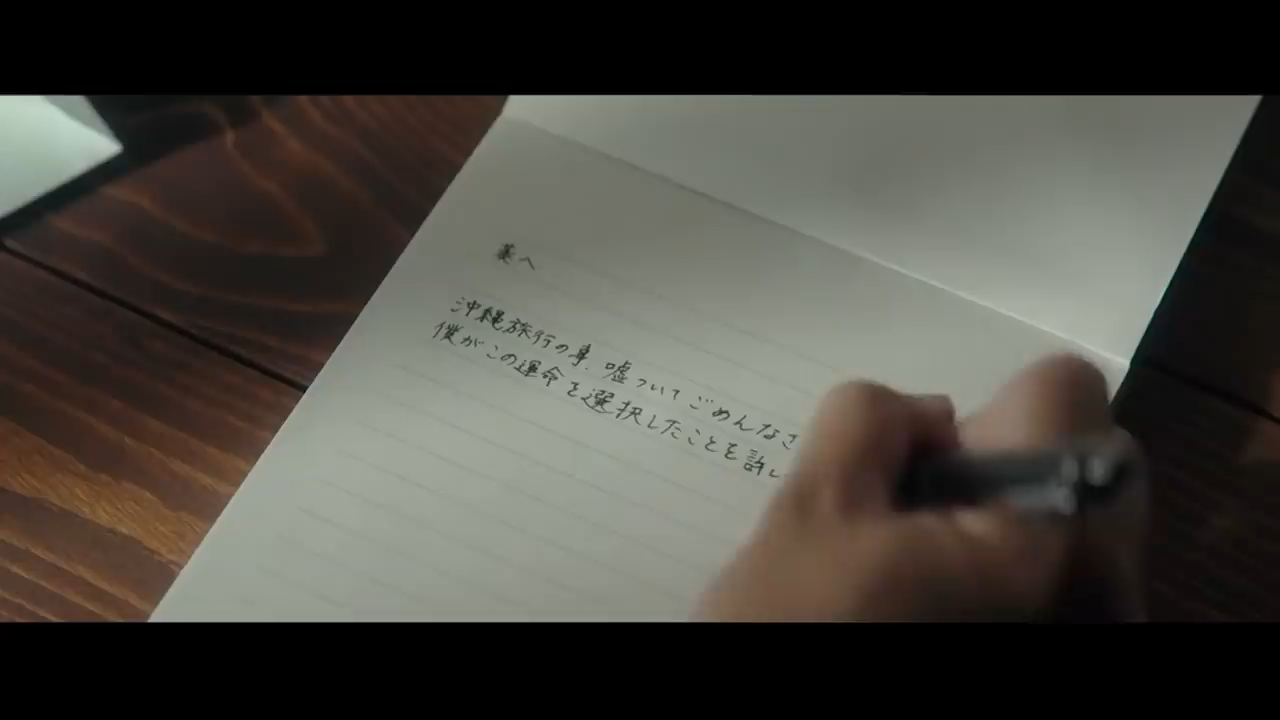 葵へ
沖縄旅行の事、嘘ついてごめんなさ
僕がこの運命を選択したことを許し